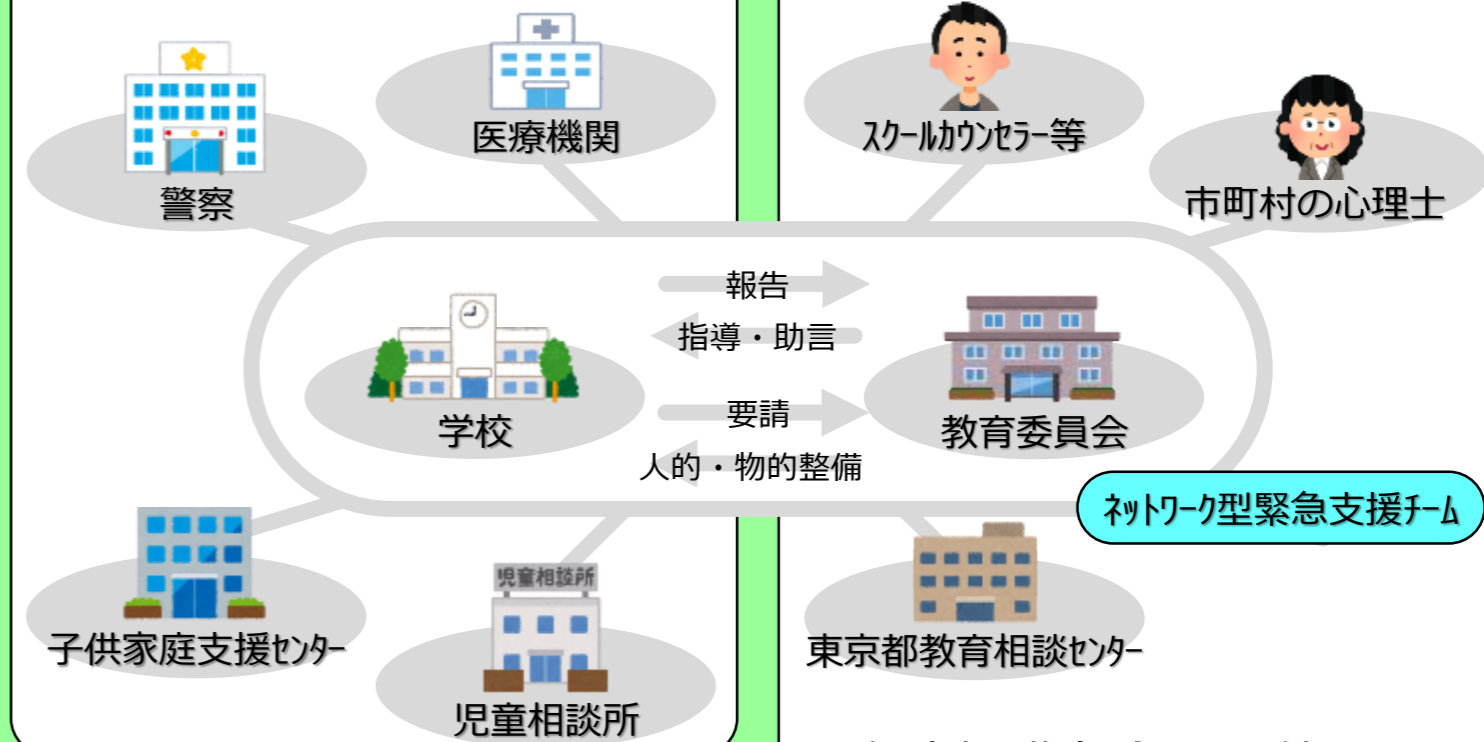 医療機関
警察
スクールカウンセラー等
市町村の心理士
報告
指導・助言
学校
教育委員会
要請
人的・物的整備
ネットワーク型緊急支援チーム
子供家庭支援センター
児童相談所
児童相談所
東京都教育相談センター